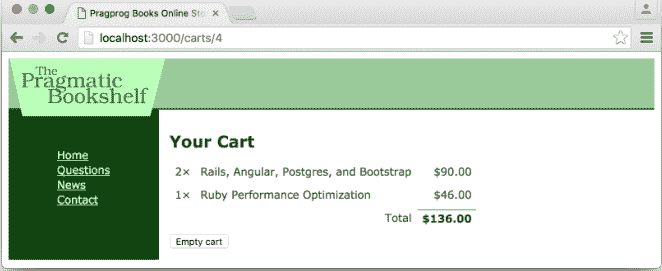 Pragprog Books Online Sto
localhost:3000/carts/4
The
Pragmatic
Bookshelf
Home
Questions
News
Contact
Your Cart
2× Rails, Angular, Postgres, and Bootstrap $90.00
1× Ruby Performance Optimization $46.00
Total $136.00
Empty cart